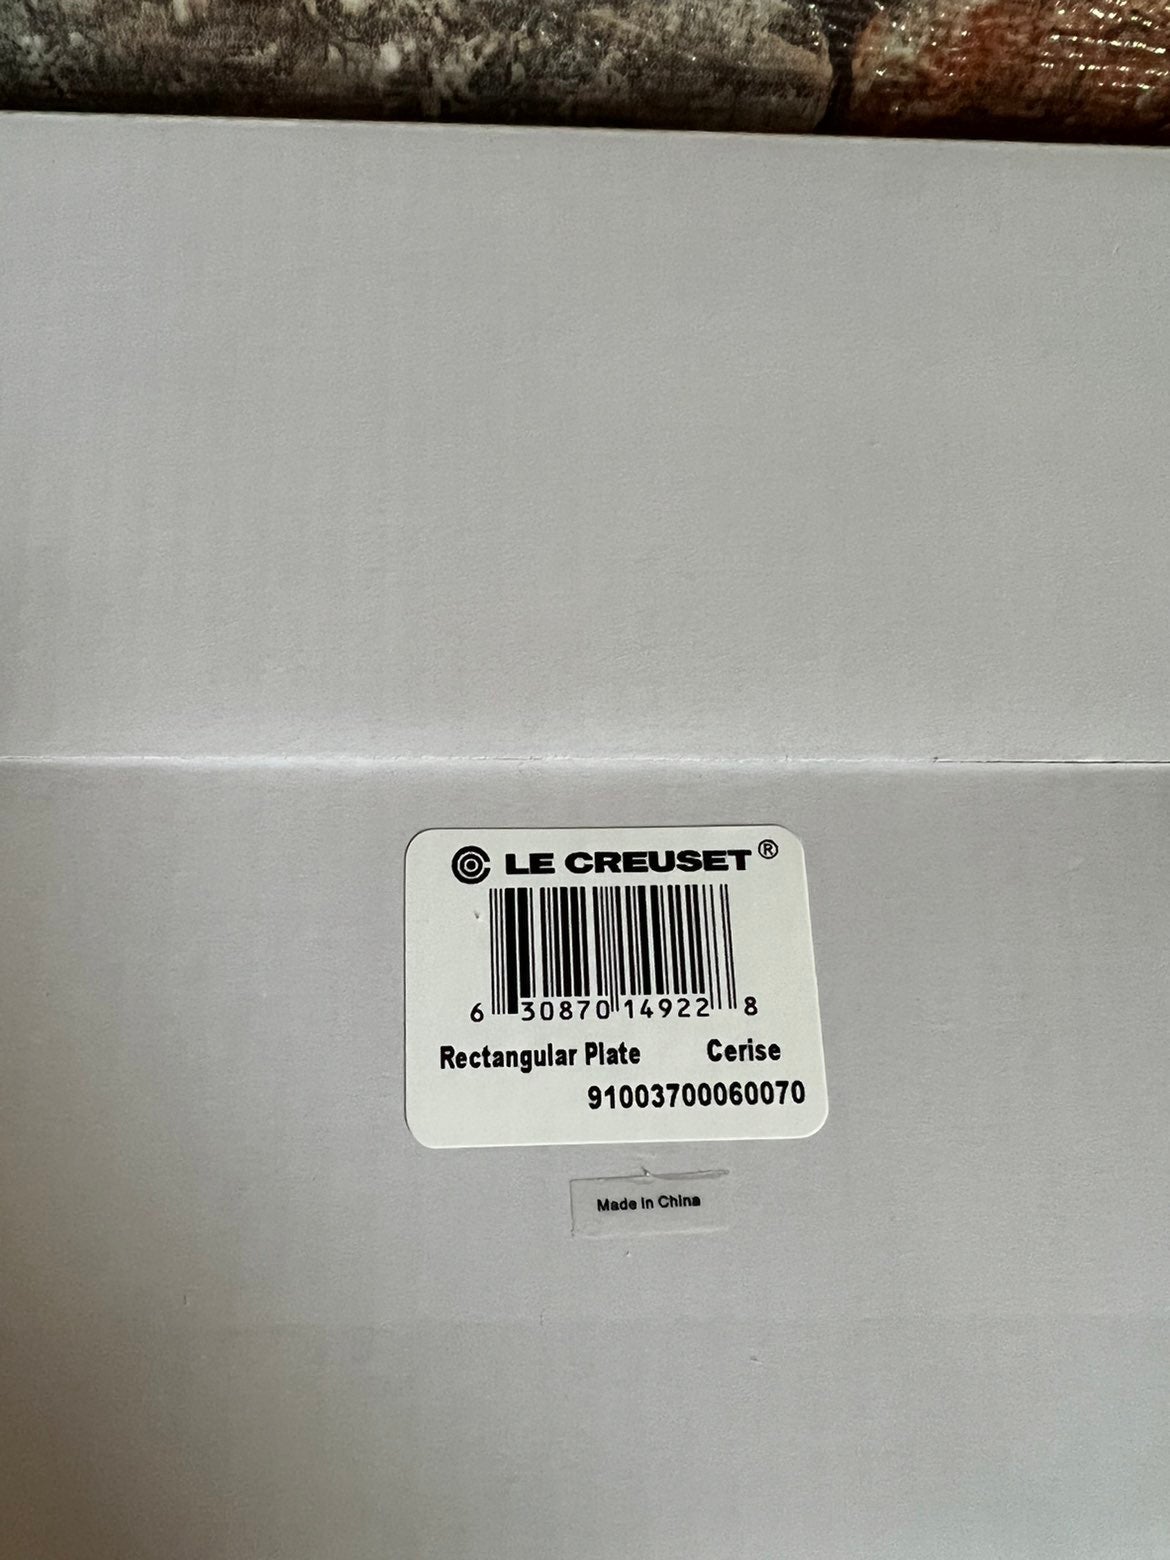 LE CREUSET®
6 30870 14922 8
Rectangular Plate Cerise
91003700060070
Made In China